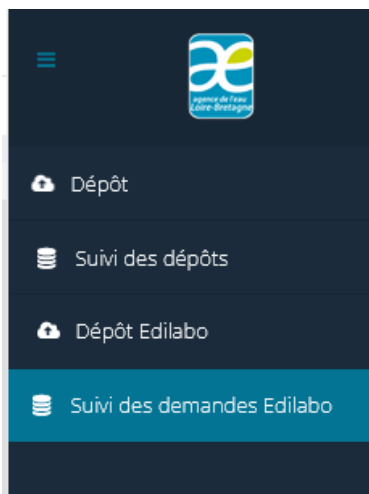 agence de l'eau
Loire-Bretagne
Dépôt
Suivi des dépôts
Dépôt Edilabo
Suivi des demandes Edilabo